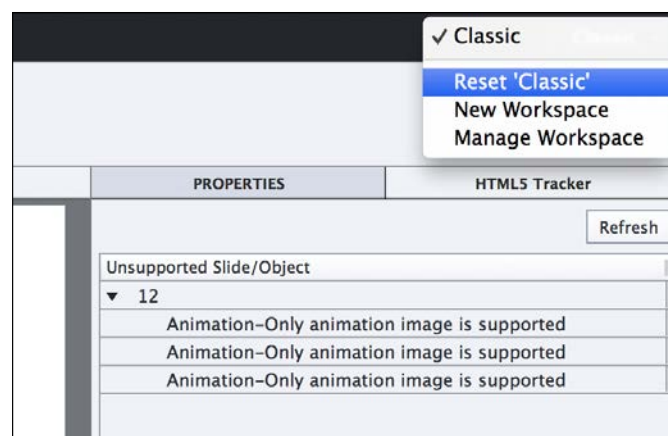 ✓ Classic
Reset 'Classic'
New Workspace
Manage Workspace
PROPERTIES
HTML5 Tracker
Refresh
Unsupported Slide/Object
▼ 12
Animation-Only animation image is supported
Animation-Only animation image is supported
Animation-Only animation image is supported